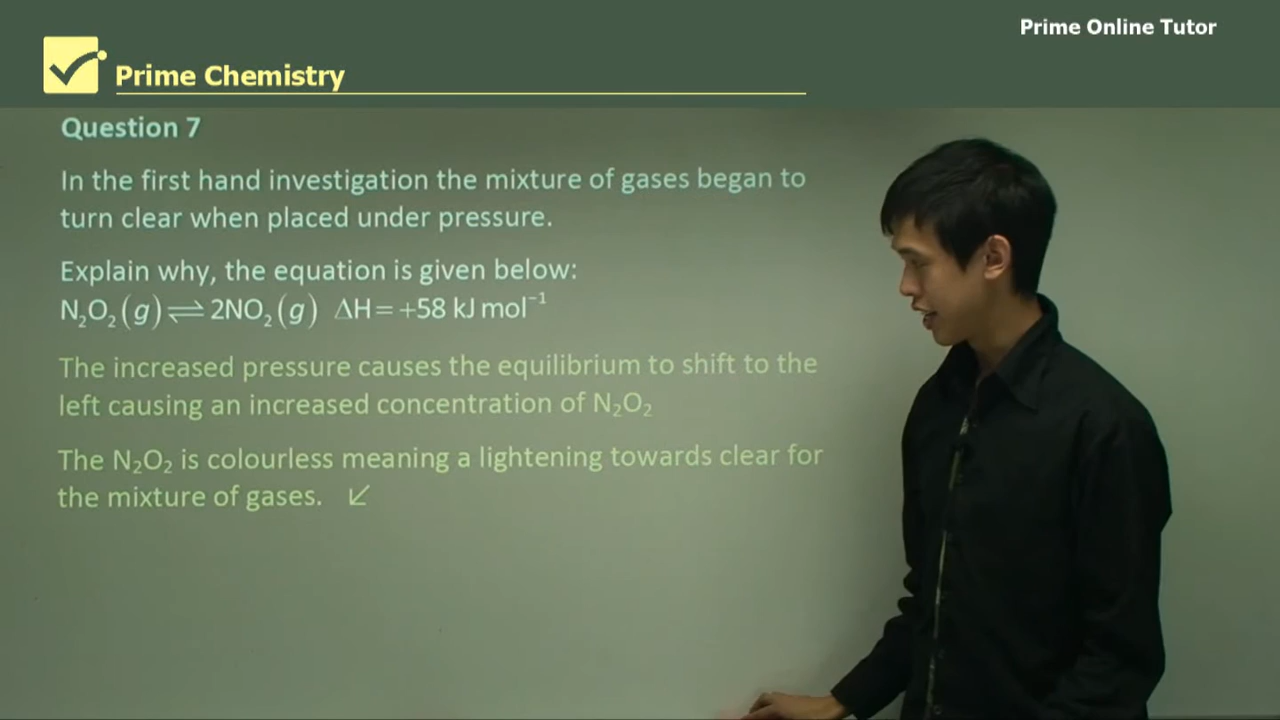 Prime Online Tutor
Prime Chemistry
Question 7
In the first hand investigation the mixture of gases began to
turn clear when placed under pressure.
Explain why, the equation is given below:
N₂O₂(g)⇌2NO₂(g) ΔH=+58 kJ mol⁻¹
The increased pressure causes the equilibrium to shift to the
left causing an increased concentration of N₂O₂
The N₂O₂ is colourless meaning a lightening towards clear for
the mixture of gases.